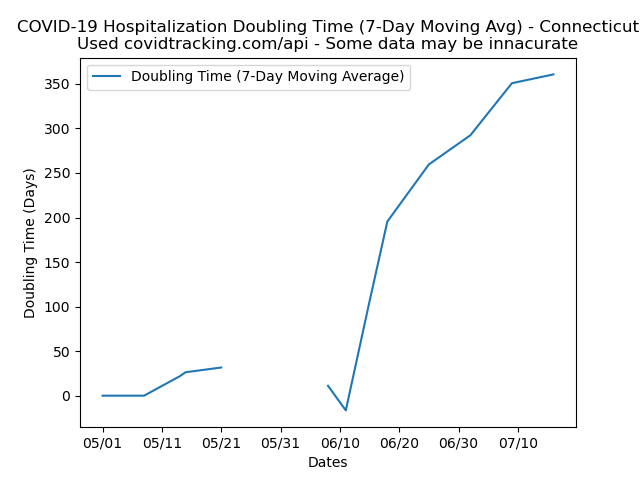 COVID-19 Hospitalization Doubling Time (7-Day Moving Avg) - Connecticut
Used covidtracking.com/api - Some data may be innacurate
Doubling Time (7-Day Moving Average)
Doubling Time (Days)
350
300
250
200
150
100
50
0
05/01 05/11 05/21 05/31 06/10 06/20 06/30 07/10
Dates